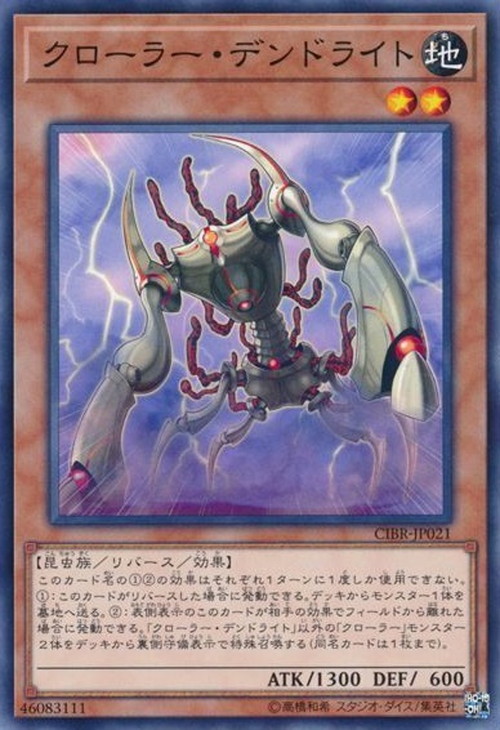 クローラー・デンドライト
地
CIBR-JP021
【昆虫族/リバース/効果】
このカード名の①②の効果はそれぞれ1ターンに1度しか使用できない。
①:このカードがリバースした場合に発動できる。デッキからモンスター1体を
墓地へ送る。②:表側表示のこのカードが相手の効果でフィールドから離れた
場合に発動できる。「クローラー・デンドライト」以外の「クローラー」モンスター
2体をデッキから裏側守備表示で特殊召喚する(同名カードは1枚まで)。
ATK/1300 DEF/ 600
46083111 ©高橋和希 スタジオ・ダイス/集英社